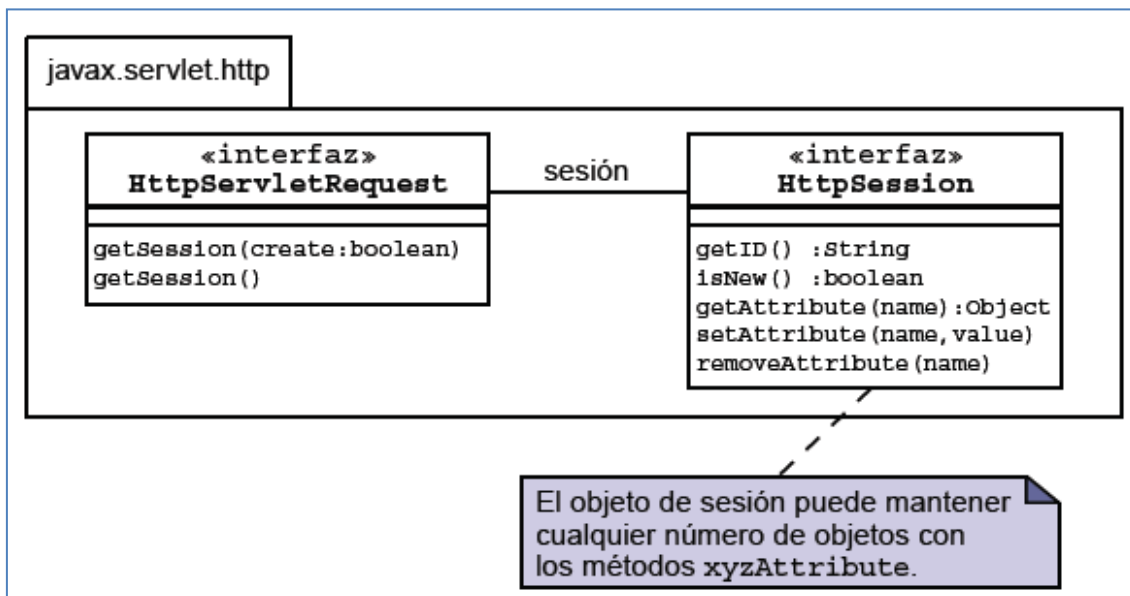 javax.servlet.http
«interfaz»
HttpServletRequest
getSession(create:boolean)
getSession()
sesión
«interfaz»
HttpSession
getID() :String
isNew() :boolean
getAttribute(name):Object
setAttribute(name,value)
removeAttribute(name)
El objeto de sesión puede mantener
cualquier número de objetos con
los métodos xyzAttribute.